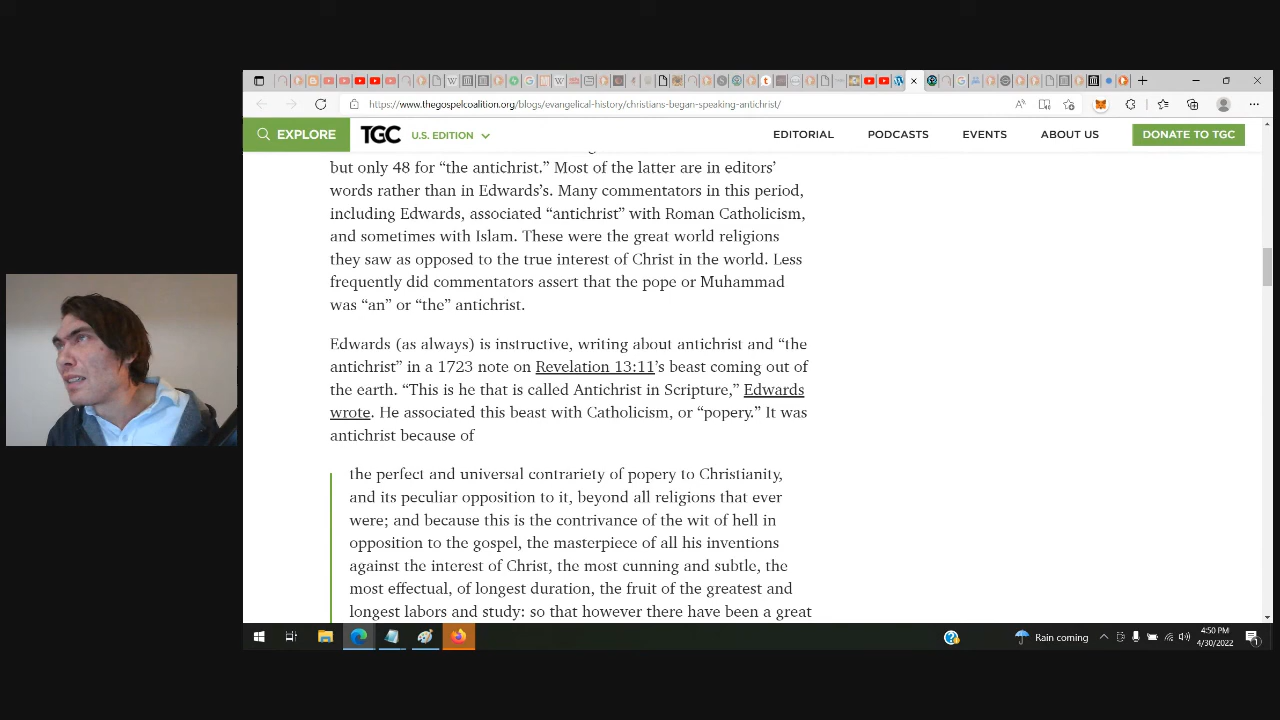 https://www.thegospelcoalition.org/blogs/evangelical-history/christians-began-speaking-antichrist/
EXPLORE
TGC
U.S. EDITION
EDITORIAL
PODCASTS
EVENTS
ABOUT US
DONATE TO TGC
but only 48 for “the antichrist.” Most of the latter are in editors’
words rather than in Edwards’s. Many commentators in this period,
including Edwards, associated “antichrist” with Roman Catholicism,
and sometimes with Islam. These were the great world religions
they saw as opposed to the true interest of Christ in the world. Less
frequently did commentators assert that the pope or Muhammad
was “an” or “the” antichrist.
Edwards (as always) is instructive, writing about antichrist and “the
antichrist” in a 1723 note on Revelation 13:11’s beast coming out of
the earth. “This is he that is called Antichrist in Scripture,” Edwards
wrote. He associated this beast with Catholicism, or “popery.” It was
antichrist because of
the perfect and universal contrariety of popery to Christianity,
and its peculiar opposition to it, beyond all religions that ever
were; and because this is the contrivance of the wit of hell in
opposition to the gospel, the masterpiece of all his inventions
against the interest of Christ, the most cunning and subtle, the
most effectual, of longest duration, the fruit of the greatest and
longest labors and study: so that however there have been a great
Rain coming
4:50 PM
4/30/2022